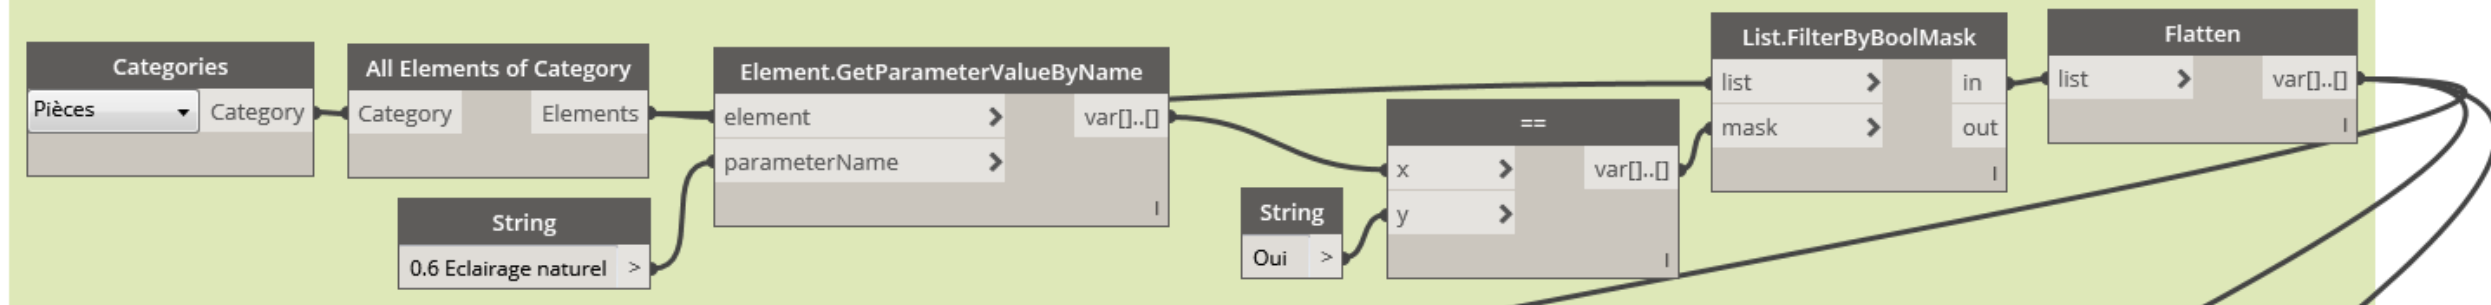 Categories
Pièces
Category
All Elements of Category
Category
Elements
String
0.6 Eclairage naturel >
Element.GetParameterValueByName
element >
var[]..[]
parameterName >
l
String
Oui >
==
x >
var[]..[]
y >
l
List.FilterByBoolMask
list >
in
mask >
out
l
Flatten
list >
var[]..[]
l